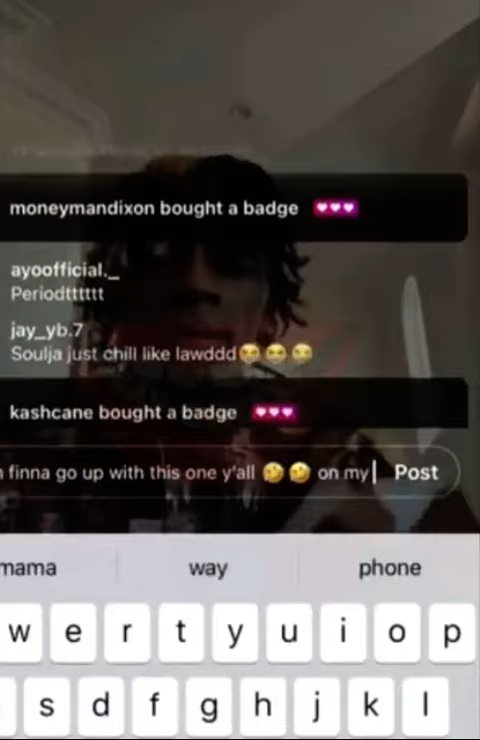 moneymandixon bought a badge
ayoofficial._
Periodtttttt
jay_yb.7
Soulja just chill like lawddd😒😒😒
kashcane bought a badge
finna go up with this one y'all 🤣🤣 on my Post
mama way phone
w e r t y u i o p
s d f g h j k l